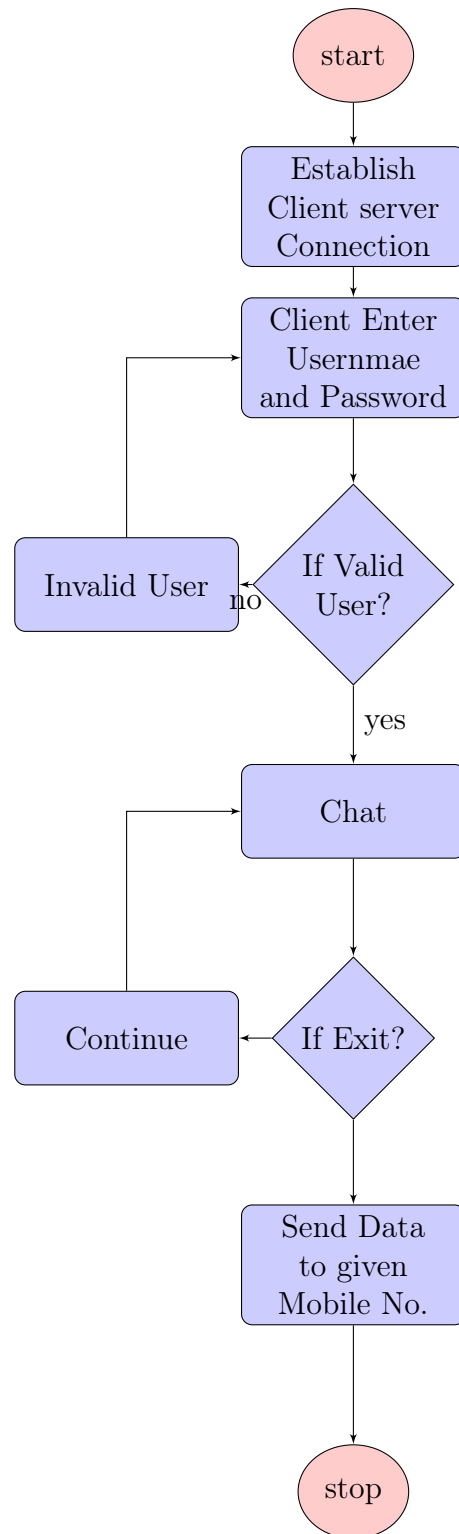 start
Establish
Client server
Connection
Client Enter
Usernmae
and Password
If Valid
User?
no
Invalid User
yes
Chat
If Exit?
Continue
Send Data
to given
Mobile No.
stop